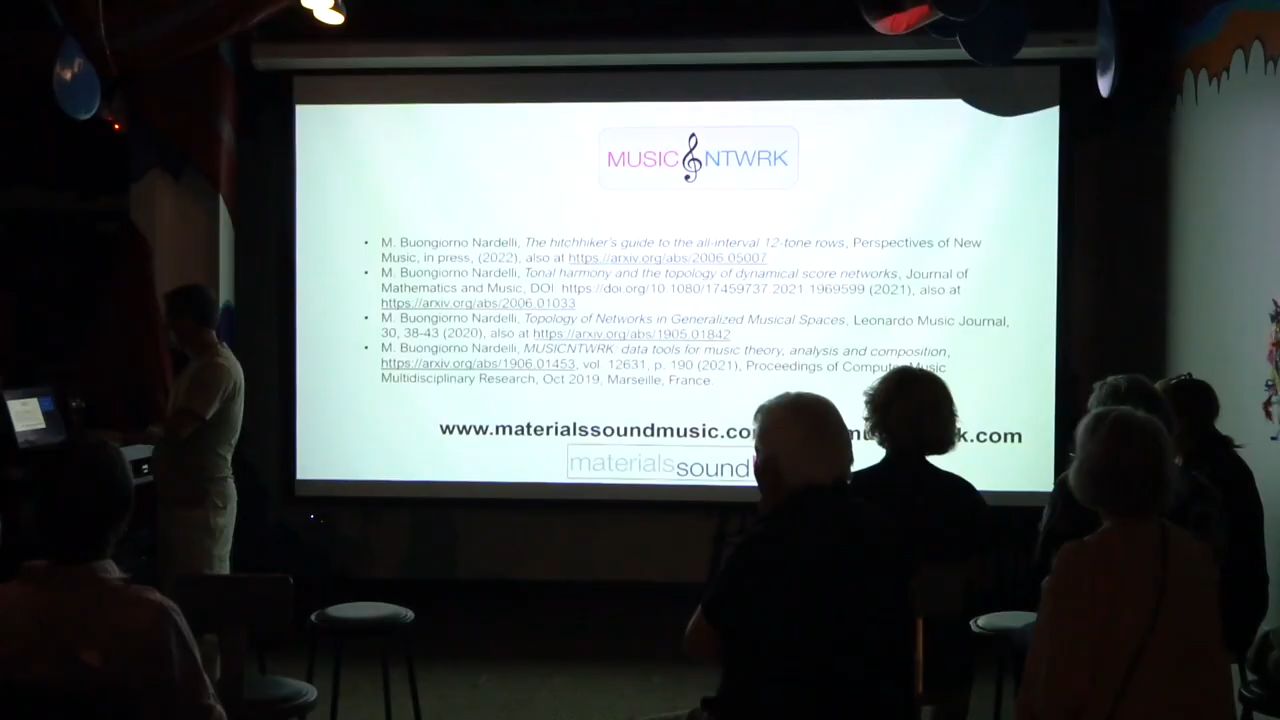 MUSIC NTWRK
• M. Buongiorno Nardelli, The hitchhiker's guide to the all-interval 12-tone rows, Perspectives of New
Music, in press, (2022), also at https://arxiv.org/abs/2006.05007
• M. Buongiorno Nardelli, Tonal harmony and the topology of dynamical score networks, Journal of
Mathematics and Music, DOI: https://doi.org/10.1080/17459737.2021.1969599 (2021), also at
https://arxiv.org/abs/2006.01033
• M. Buongiorno Nardelli, Topology of Networks in Generalized Musical Spaces, Leonardo Music Journal,
30, 38-43 (2020), also at https://arxiv.org/abs/1905.01842
• M. Buongiorno Nardelli, MUSICNTWRK: data tools for music theory, analysis and composition,
https://arxiv.org/abs/1906.01453, vol. 12631, p. 190 (2021), Proceedings of Computer Music
Multidisciplinary Research, Oct 2019, Marseille, France.
www.materialssoundmusic.co k.com
materialssound